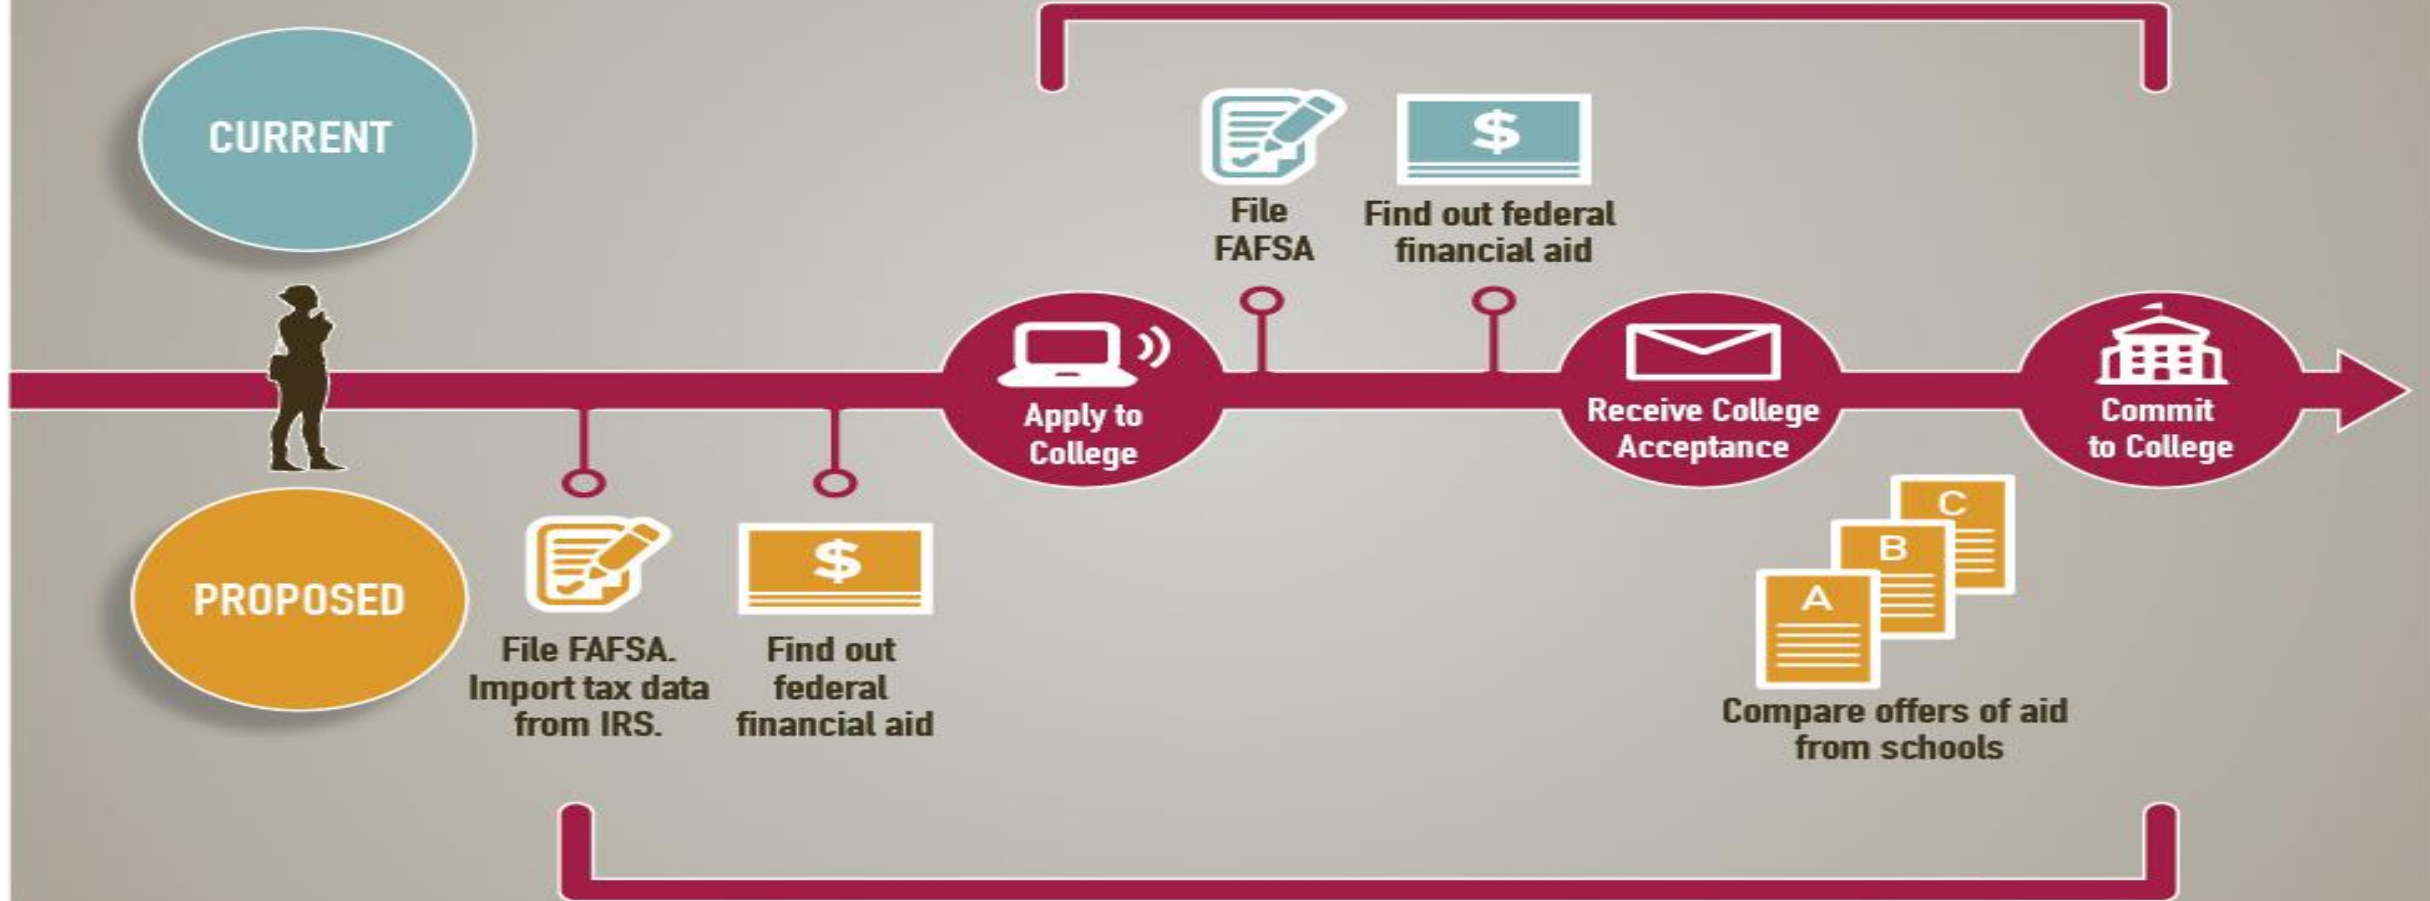 CURRENT
$
File
FAFSA
Find out federal
financial aid
Apply to
College
Receive College
Acceptance
Commit
to College
PROPOSED
File FAFSA.
Import tax data
from IRS.
$
Find out
federal
financial aid
C
B
A
Compare offers of aid
from schools